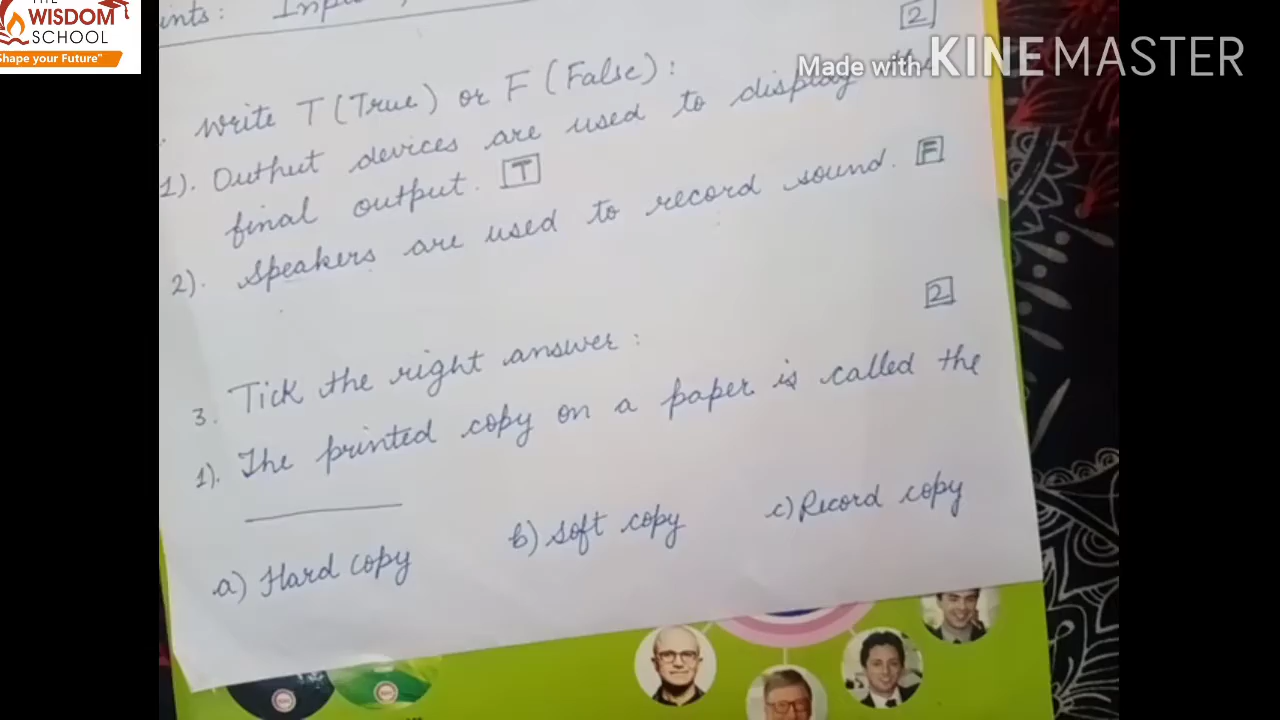 THE
WISDOM
SCHOOL
Shape your Future"
Made with KINEMASTER
ints: Inpu
2
. Write T (True) or F (False) :
1). Outhut devices are used to display
final output. T
2). Speakers are used to record sound. F
2
3. Tick the right answer :
1). The printed copy on a paper is called the
a) Hard copy b) Soft copy c) Record copy